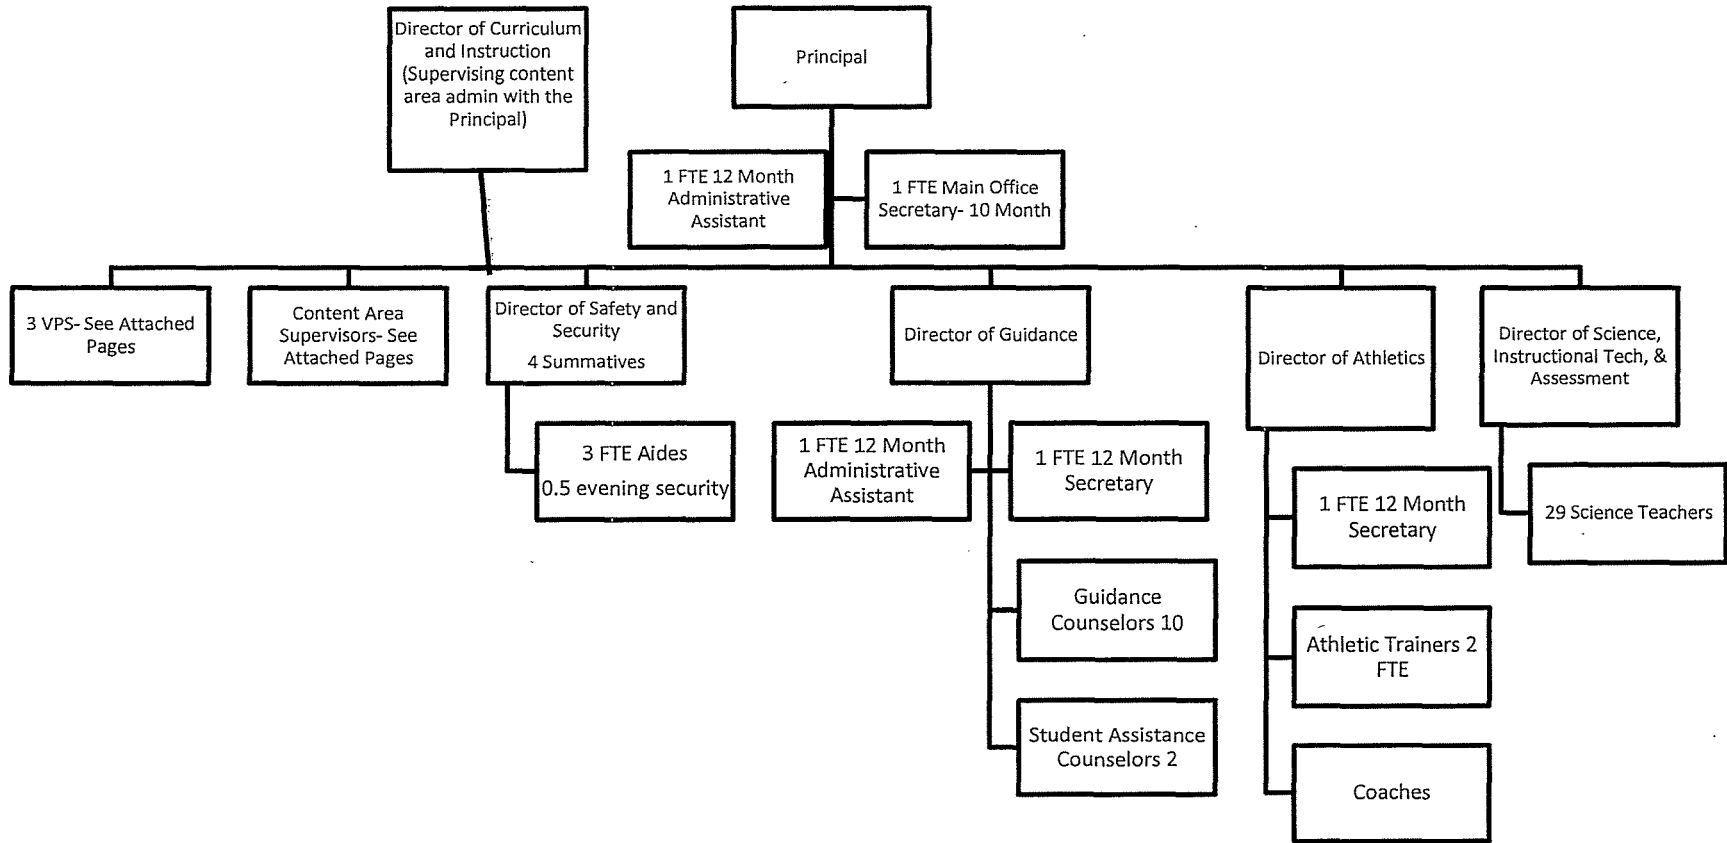 Director of Curriculum
and Instruction
(Supervising content
area admin with the
Principal)
Principal
1 FTE 12 Month
Administrative
Assistant
1 FTE Main Office
Secretary- 10 Month
3 VPS- See Attached
Pages
Content Area
Supervisors- See
Attached Pages
Director of Safety and
Security
4 Summatives
Director of Guidance
Director of Athletics
Director of Science,
Instructional Tech, &
Assessment
3 FTE Aides
0.5 evening security
1 FTE 12 Month
Administrative
Assistant
1 FTE 12 Month
Secretary
Guidance
Counselors 10
Student Assistance
Counselors 2
1 FTE 12 Month
Secretary
Athletic Trainers 2
FTE
Coaches
29 Science Teachers